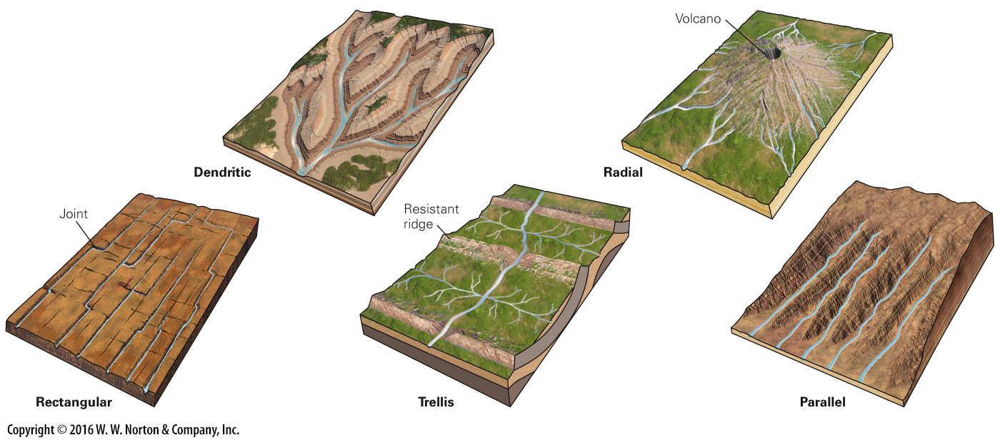 Volcano
Dendritic
Radial
Joint
Resistant
ridge
Rectangular
Trellis
Parallel
Copyright © 2016 W. W. Norton & Company, Inc.